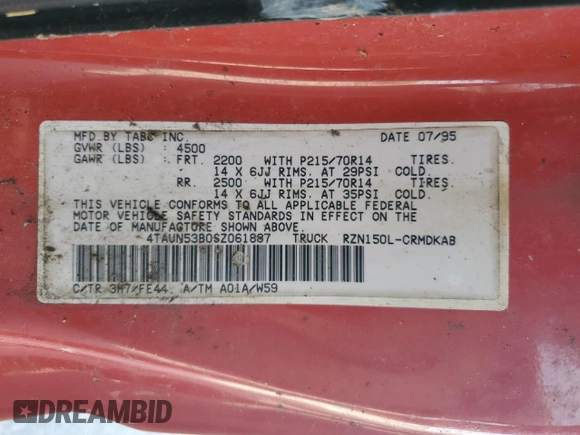 MFD.BY TABC INC. DATE 07/95
GVWR (LBS) : 4500
GAWR (LBS) : FRT. 2200 WITH P215/70R14 TIRES.
14 X 6JJ RIMS. AT 29PSI COLD.
RR. 2500 WITH P215/70R14 TIRES.
14 X 6JJ RIMS. AT 35PSI COLD.
THIS VEHICLE CONFORMS TO ALL APPLICABLE FEDERAL
MOTOR VEHICLE SAFETY STANDARDS IN EFFECT ON THE
DATE OF MANUFACTURE SHOWN ABOVE.
4TAUN53B0SZ061887 TRUCK RZN150L-CRMDKAB
C/TR 3H7/FE44 A/TM A01A/W59
DREAMBID